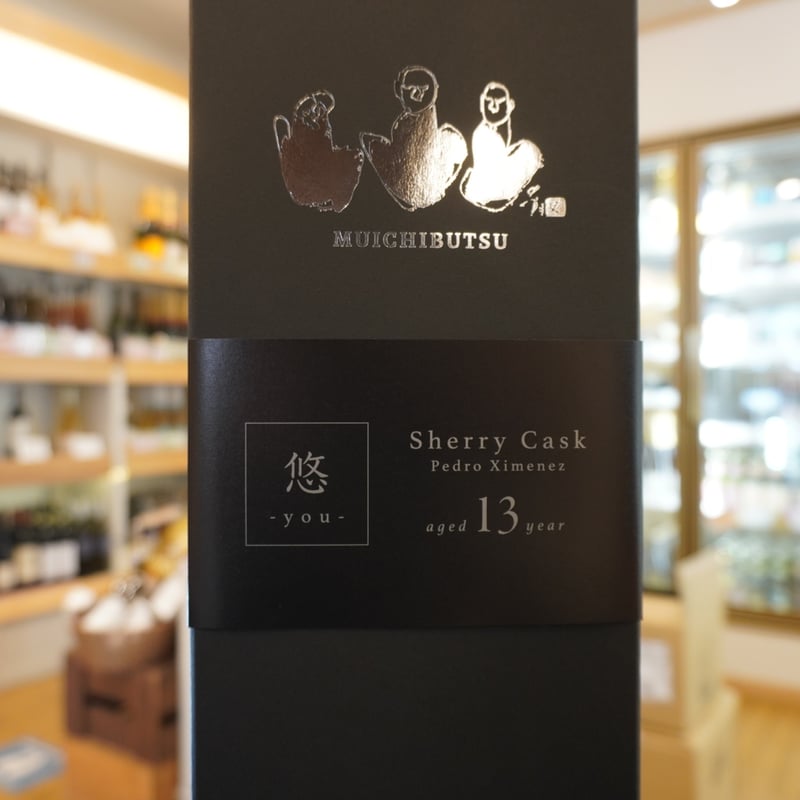 MUICHIBUTSU
悠
-you-
Sherry Cask
Pedro Ximenez
aged 13 year